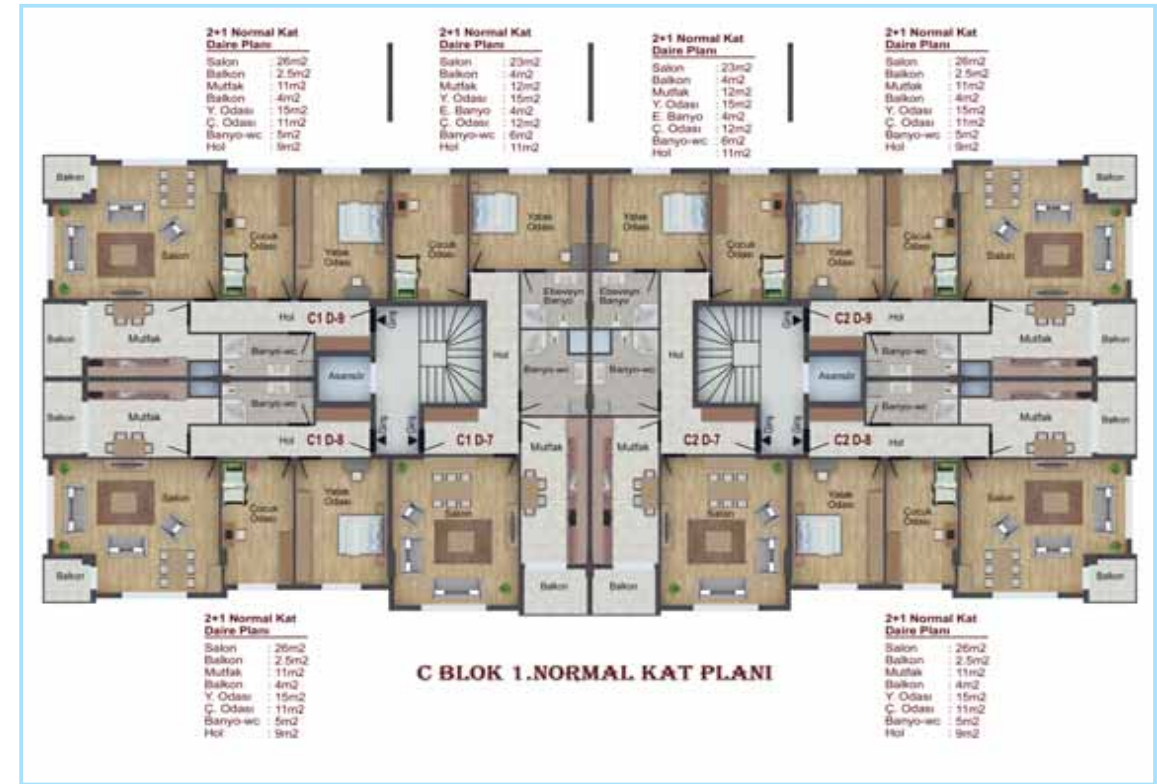 2+1 Normal Kat
Daire Planı
Salon : 26m2
Balkon : 2.5m2
Mutfak : 11m2
Balkon : 4m2
Y. Odası : 15m2
Ç. Odası : 11m2
Banyo-wc : 5m2
Hol : 9m2
2+1 Normal Kat
Daire Planı
Salon : 23m2
Balkon : 4m2
Mutfak : 12m2
Y. Odası : 15m2
E. Banyo : 4m2
Ç. Odası : 12m2
Banyo-wc : 6m2
Hol : 11m2
2+1 Normal Kat
Daire Planı
Salon : 23m2
Balkon : 4m2
Mutfak : 12m2
Y. Odası : 15m2
E. Banyo : 4m2
Ç. Odası : 12m2
Banyo-wc : 6m2
Hol : 11m2
2+1 Normal Kat
Daire Planı
Salon : 26m2
Balkon : 2.5m2
Mutfak : 11m2
Balkon : 4m2
Y. Odası : 15m2
Ç. Odası : 11m2
Banyo-wc : 5m2
Hol : 9m2
Balkon
Salon
Çocuk
Odası
Yatak
Odası
Çocuk
Odası
Yatak
Odası
Yatak
Odası
Çocuk
Odası
Yatak
Odası
Çocuk
Odası
Salon
Balkon
Balkon
Mutfak
Hol
C1 D-9
Giriş
Banyo-wc
Asansör
Ebeveyn
Banyo
Ebeveyn
Banyo
Hol
Banyo-wc
Banyo-wc
Hol
Giriş
C2 D-9
Hol
Mutfak
Balkon
Banyo-wc
Asansör
Balkon
Mutfak
Banyo-wc
Hol
C1 D-8
Giriş
Giriş
C1 D-7
Mutfak
Mutfak
C2 D-7
Giriş
Giriş
C2 D-8
Hol
Banyo-wc
Mutfak
Balkon
Salon
Çocuk
Odası
Yatak
Odası
Salon
Salon
Yatak
Odası
Çocuk
Odası
Salon
Balkon
Balkon
Balkon
Balkon
2+1 Normal Kat
Daire Planı
Salon : 26m2
Balkon : 2.5m2
Mutfak : 11m2
Balkon : 4m2
Y. Odası : 15m2
Ç. Odası : 11m2
Banyo-wc : 5m2
Hol : 9m2
C BLOK 1.NORMAL KAT PLANI
2+1 Normal Kat
Daire Planı
Salon : 26m2
Balkon : 2.5m2
Mutfak : 11m2
Balkon : 4m2
Y. Odası : 15m2
Ç. Odası : 11m2
Banyo-wc : 5m2
Hol : 9m2